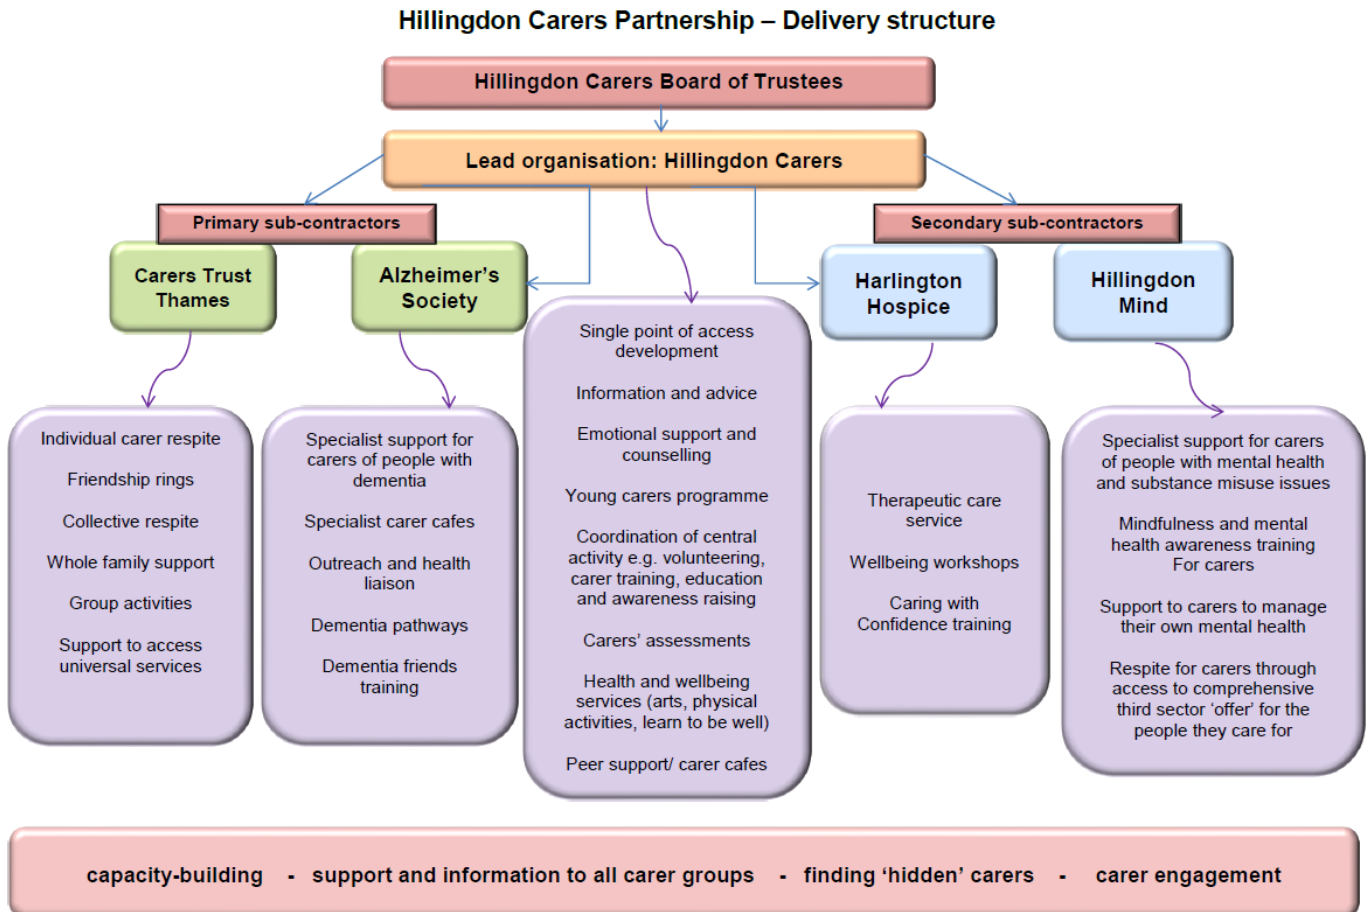 Hillingdon Carers Partnership – Delivery structure
Hillingdon Carers Board of Trustees
Lead organisation: Hillingdon Carers
Primary sub-contractors
Secondary sub-contractors
Carers Trust
Thames
Alzheimer’s
Society
Harlington
Hospice
Hillingdon
Mind
Individual carer respite
Friendship rings
Collective respite
Whole family support
Group activities
Support to access
universal services
Specialist support for
carers of people with
dementia
Specialist carer cafes
Outreach and health
liaison
Dementia pathways
Dementia friends
training
Single point of access
development
Information and advice
Emotional support and
counselling
Young carers programme
Coordination of central
activity e.g. volunteering,
carer training, education
and awareness raising
Carers’ assessments
Health and wellbeing
services (arts, physical
activities, learn to be well)
Peer support/ carer cafes
Therapeutic care
service
Wellbeing workshops
Caring with
Confidence training
Specialist support for carers
of people with mental health
and substance misuse issues
Mindfulness and mental
health awareness training
For carers
Support to carers to manage
their own mental health
Respite for carers through
access to comprehensive
third sector ‘offer’ for the
people they care for
capacity-building - support and information to all carer groups - finding ‘hidden’ carers - carer engagement